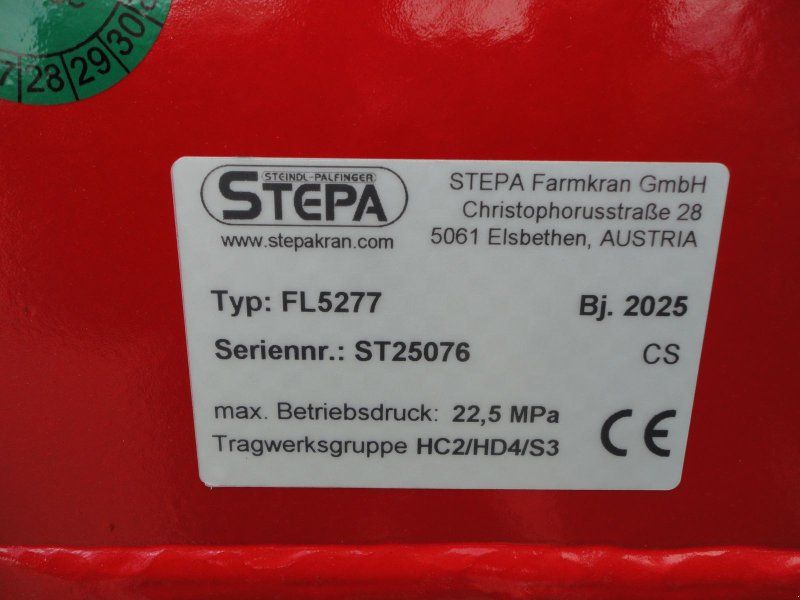 28 29 30
STEINDL-PALFINGER
STEPA
www.stepakran.com
STEPA Farmkran GmbH
Christophorusstraße 28
5061 Elsbethen, AUSTRIA
Typ: FL5277
Bj. 2025
Seriennr.: ST25076
CS
max. Betriebsdruck: 22,5 MPa
Tragwerksgruppe HC2/HD4/S3
CE